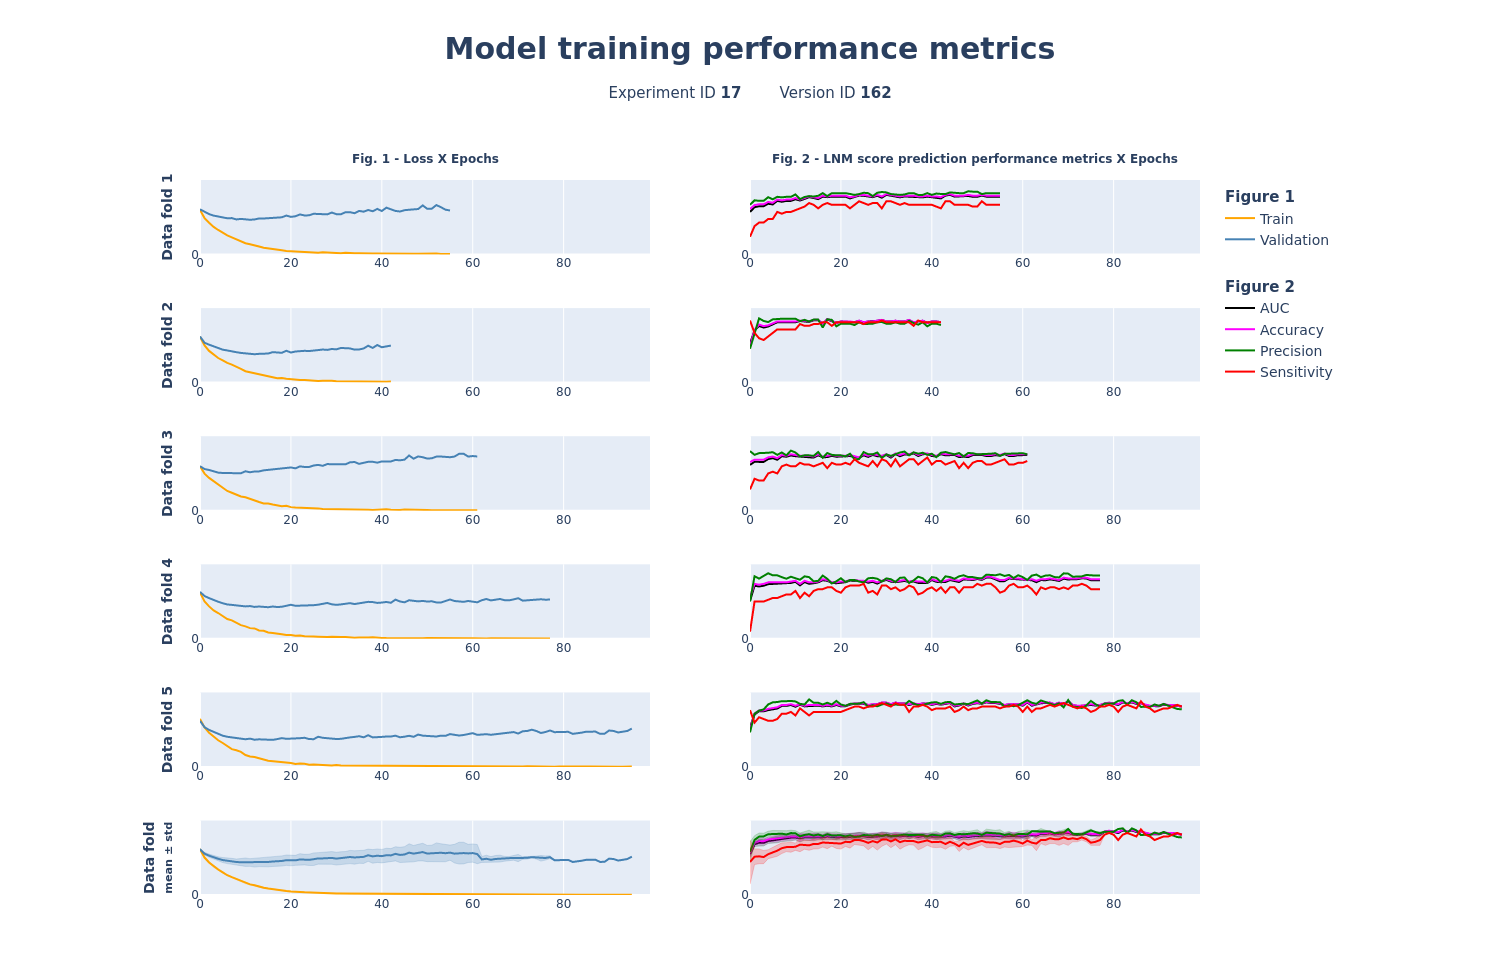 Model training performance metrics
Experiment ID 17 Version ID 162
Fig. 1 - Loss X Epochs
Fig. 2 - LNM score prediction performance metrics X Epochs
Data fold 1
0
0 20 40 60 80
0
0 20 40 60 80
Figure 1
Train
Validation
Figure 2
AUC
Accuracy
Precision
Sensitivity
Data fold 2
0
0 20 40 60 80
0
0 20 40 60 80
Data fold 3
0
0 20 40 60 80
0
0 20 40 60 80
Data fold 4
0
0 20 40 60 80
0
0 20 40 60 80
Data fold 5
0
0 20 40 60 80
0
0 20 40 60 80
Data fold
mean ± std
0
0 20 40 60 80
0
0 20 40 60 80